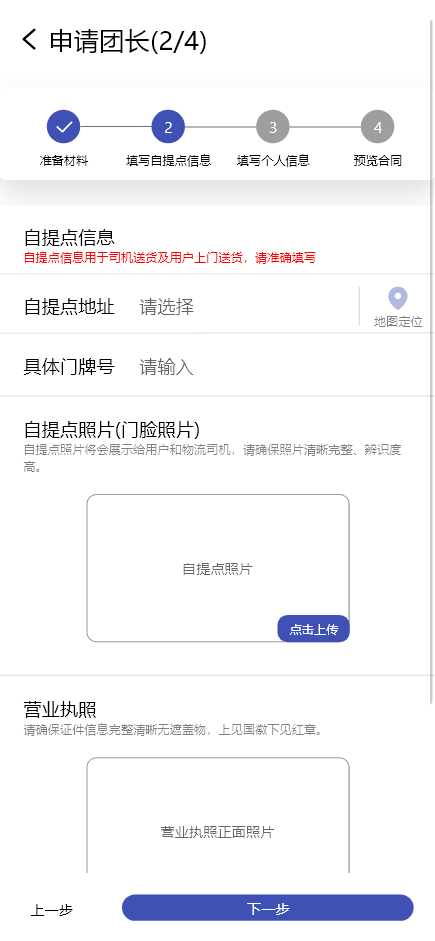 申请团长(2/4)
2
3
4
准备材料
填写自提点信息
填写个人信息
预览合同
自提点信息
自提点信息用于司机送货及用户上门送货，请准确填写
自提点地址
请选择
地图定位
具体门牌号
请输入
自提点照片(门脸照片)
自提点照片将会展示给用户和物流司机，请确保照片清晰完整、辨识度
高。
自提点照片
点击上传
营业执照
请确保证件信息完整清晰无遮盖物，上见国徽下见红章。
营业执照正面照片
上一步
下一步